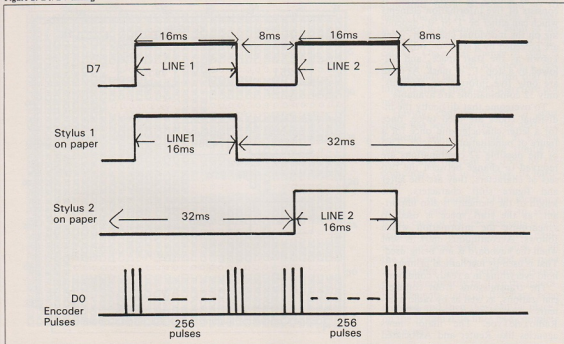 16ms 8ms 16ms 8ms
D7 LINE 1 LINE 2
Stylus 1
on paper
LINE1
16ms
32ms
Stylus 2
on paper
32ms
LINE 2
16ms
D0
Encoder
Pulses
256
pulses
256
pulses